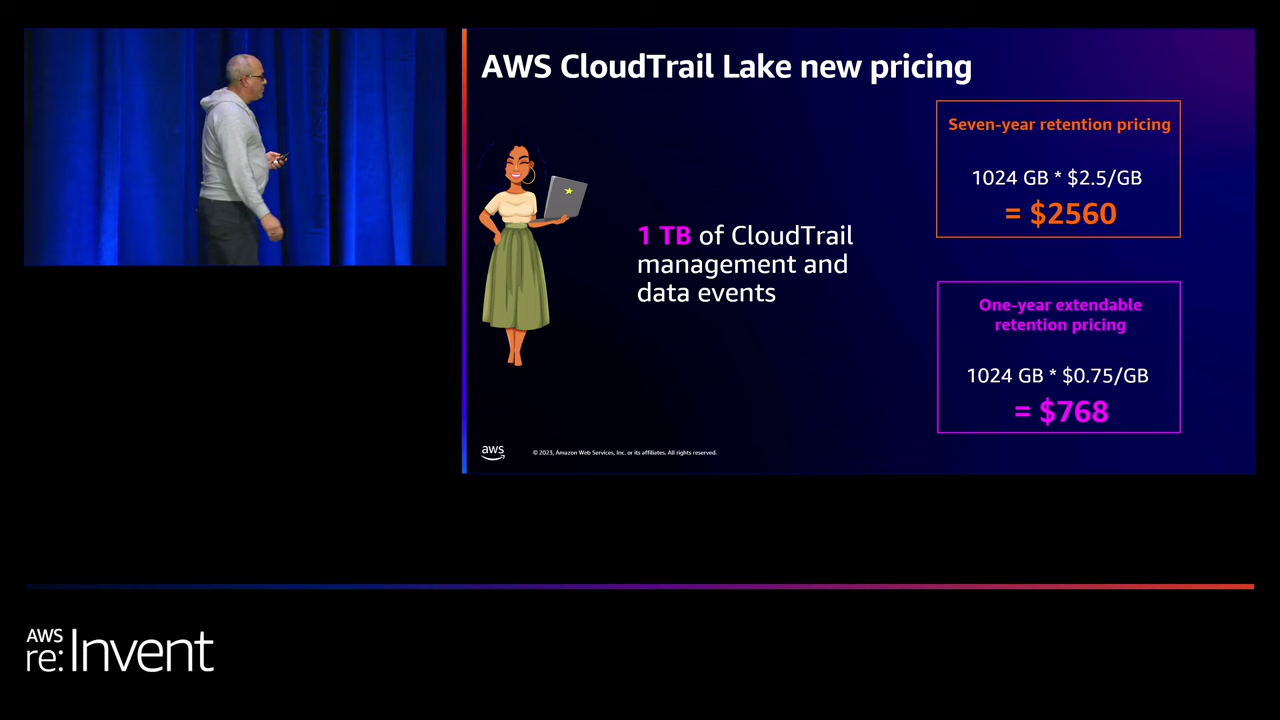 AWS CloudTrail Lake new pricing
1 TB of CloudTrail
management and
data events
Seven-year retention pricing
1024 GB * $2.5/GB
= $2560
One-year extendable
retention pricing
1024 GB * $0.75/GB
= $768
aws
© 2023, Amazon Web Services, Inc. or its affiliates. All rights reserved.
AWS
re:Invent